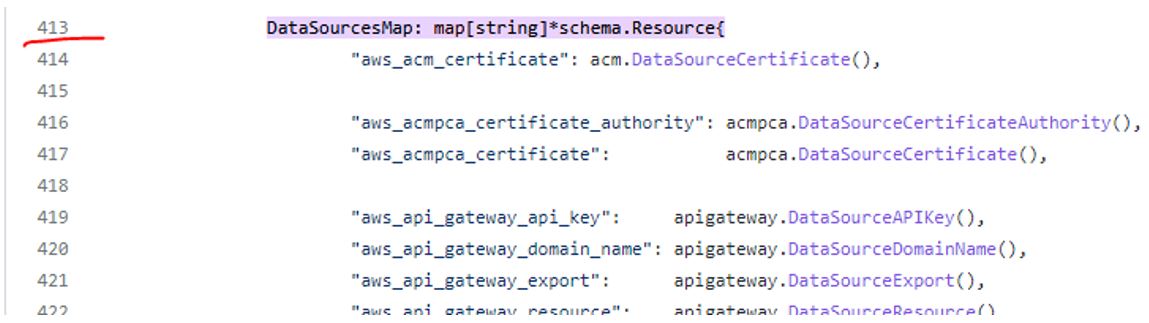 413 DataSourcesMap: map[string]*schema.Resource{
414 "aws_acm_certificate": acm.DataSourceCertificate(),
415
416 "aws_acmpca_certificate_authority": acmpca.DataSourceCertificateAuthority(),
417 "aws_acmpca_certificate": acmpca.DataSourceCertificate(),
418
419 "aws_api_gateway_api_key": apigateway.DataSourceAPIKey(),
420 "aws_api_gateway_domain_name": apigateway.DataSourceDomainName(),
421 "aws_api_gateway_export": apigateway.DataSourceExport(),
422 "aws_api_gateway_resource": apigateway.DataSourceResource()